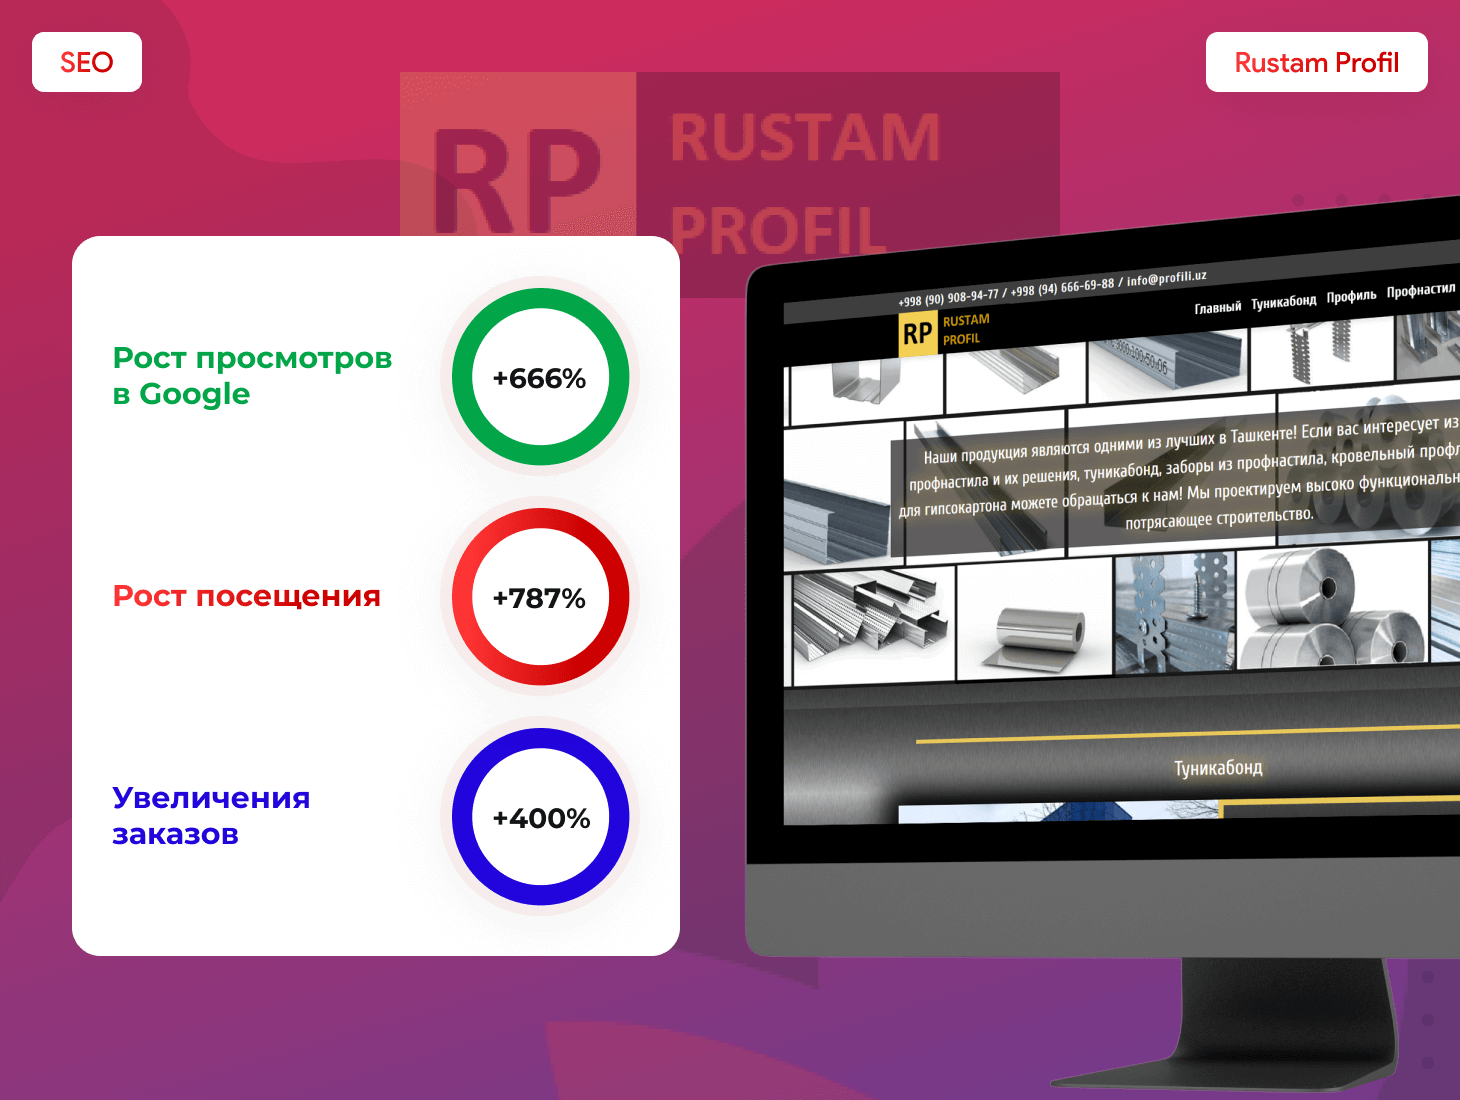 SEO
Rustam Profil
RP
RUSTAM
PROFIL
Рост просмотров
в Google
+666%
Рост посещения
+787%
Увеличения
заказов
+400%
+998 (90) 908-94-77 / +998 (94) 666-69-88 / info@profili.uz
RP
RUSTAM
PROFIL
Главный Туникабонд Профиль Профнастил
Наши продукция являются одними из лучших в Ташкенте! Если вас интересует из
профнастила и их решения, туникабонд, заборы из профнастила, кровельный профл
для гипсокартона можете обращаться к нам! Мы проектируем высоко функциональн
потрясающее строительство.
Туникабонд